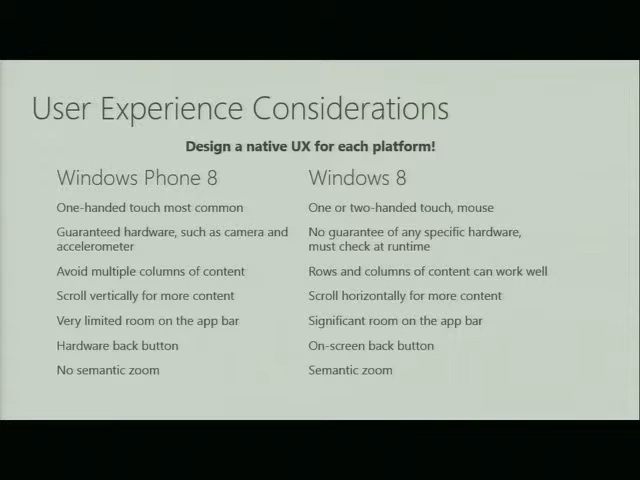 User Experience Considerations
Design a native UX for each platform!
Windows Phone 8
Windows 8
One-handed touch most common
One or two-handed touch, mouse
Guaranteed hardware, such as camera and
accelerometer
No guarantee of any specific hardware,
must check at runtime
Avoid multiple columns of content
Rows and columns of content can work well
Scroll vertically for more content
Scroll horizontally for more content
Very limited room on the app bar
Significant room on the app bar
Hardware back button
On-screen back button
No semantic zoom
Semantic zoom